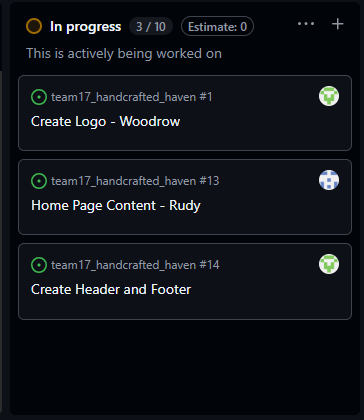 In progress 3 / 10 Estimate: 0
This is actively being worked on
team17_handcrafted_haven #1
Create Logo - Woodrow
team17_handcrafted_haven #13
Home Page Content - Rudy
team17_handcrafted_haven #14
Create Header and Footer